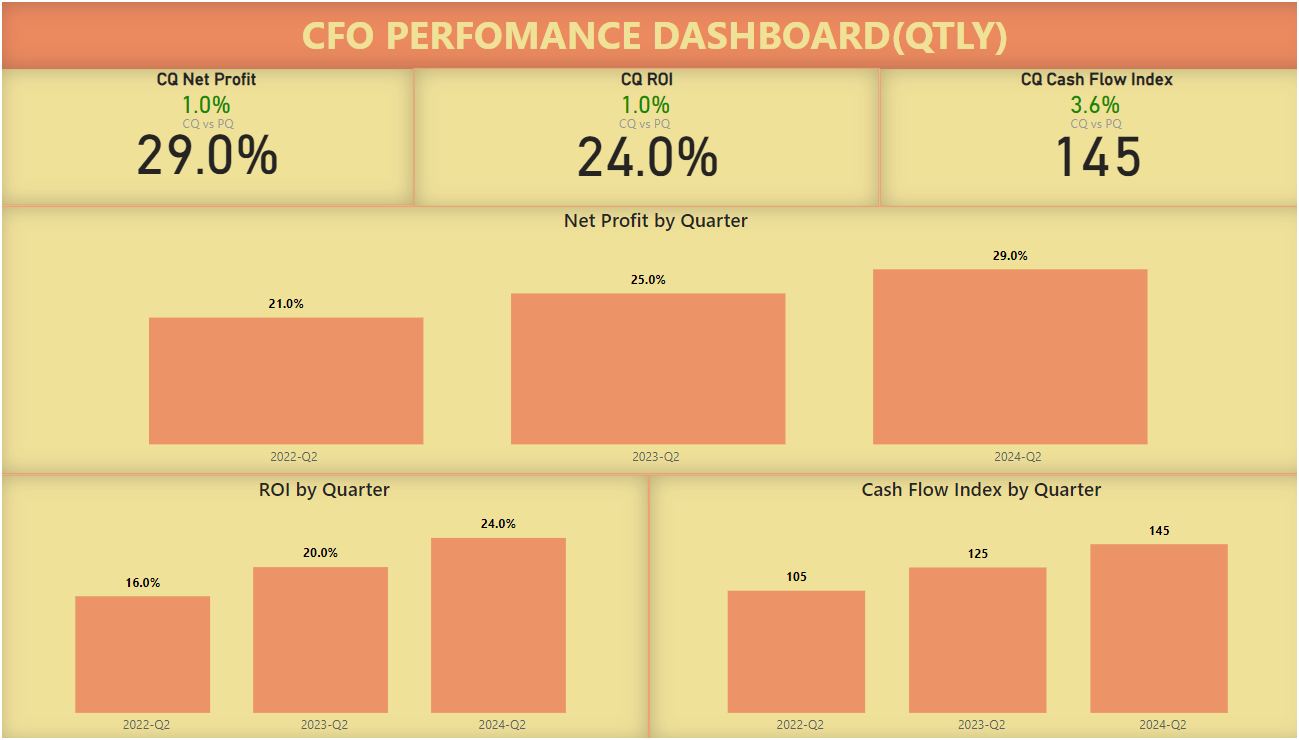 CFO PERFOMANCE DASHBOARD(QTLY)
CQ Net Profit
1.0%
CQ vs PQ
29.0%
CQ ROI
1.0%
CQ vs PQ
24.0%
CQ Cash Flow Index
3.6%
CQ vs PQ
145
Net Profit by Quarter
21.0%
25.0%
29.0%
2022-Q2
2023-Q2
2024-Q2
ROI by Quarter
16.0%
20.0%
24.0%
2022-Q2
2023-Q2
2024-Q2
Cash Flow Index by Quarter
105
125
145
2022-Q2
2023-Q2
2024-Q2